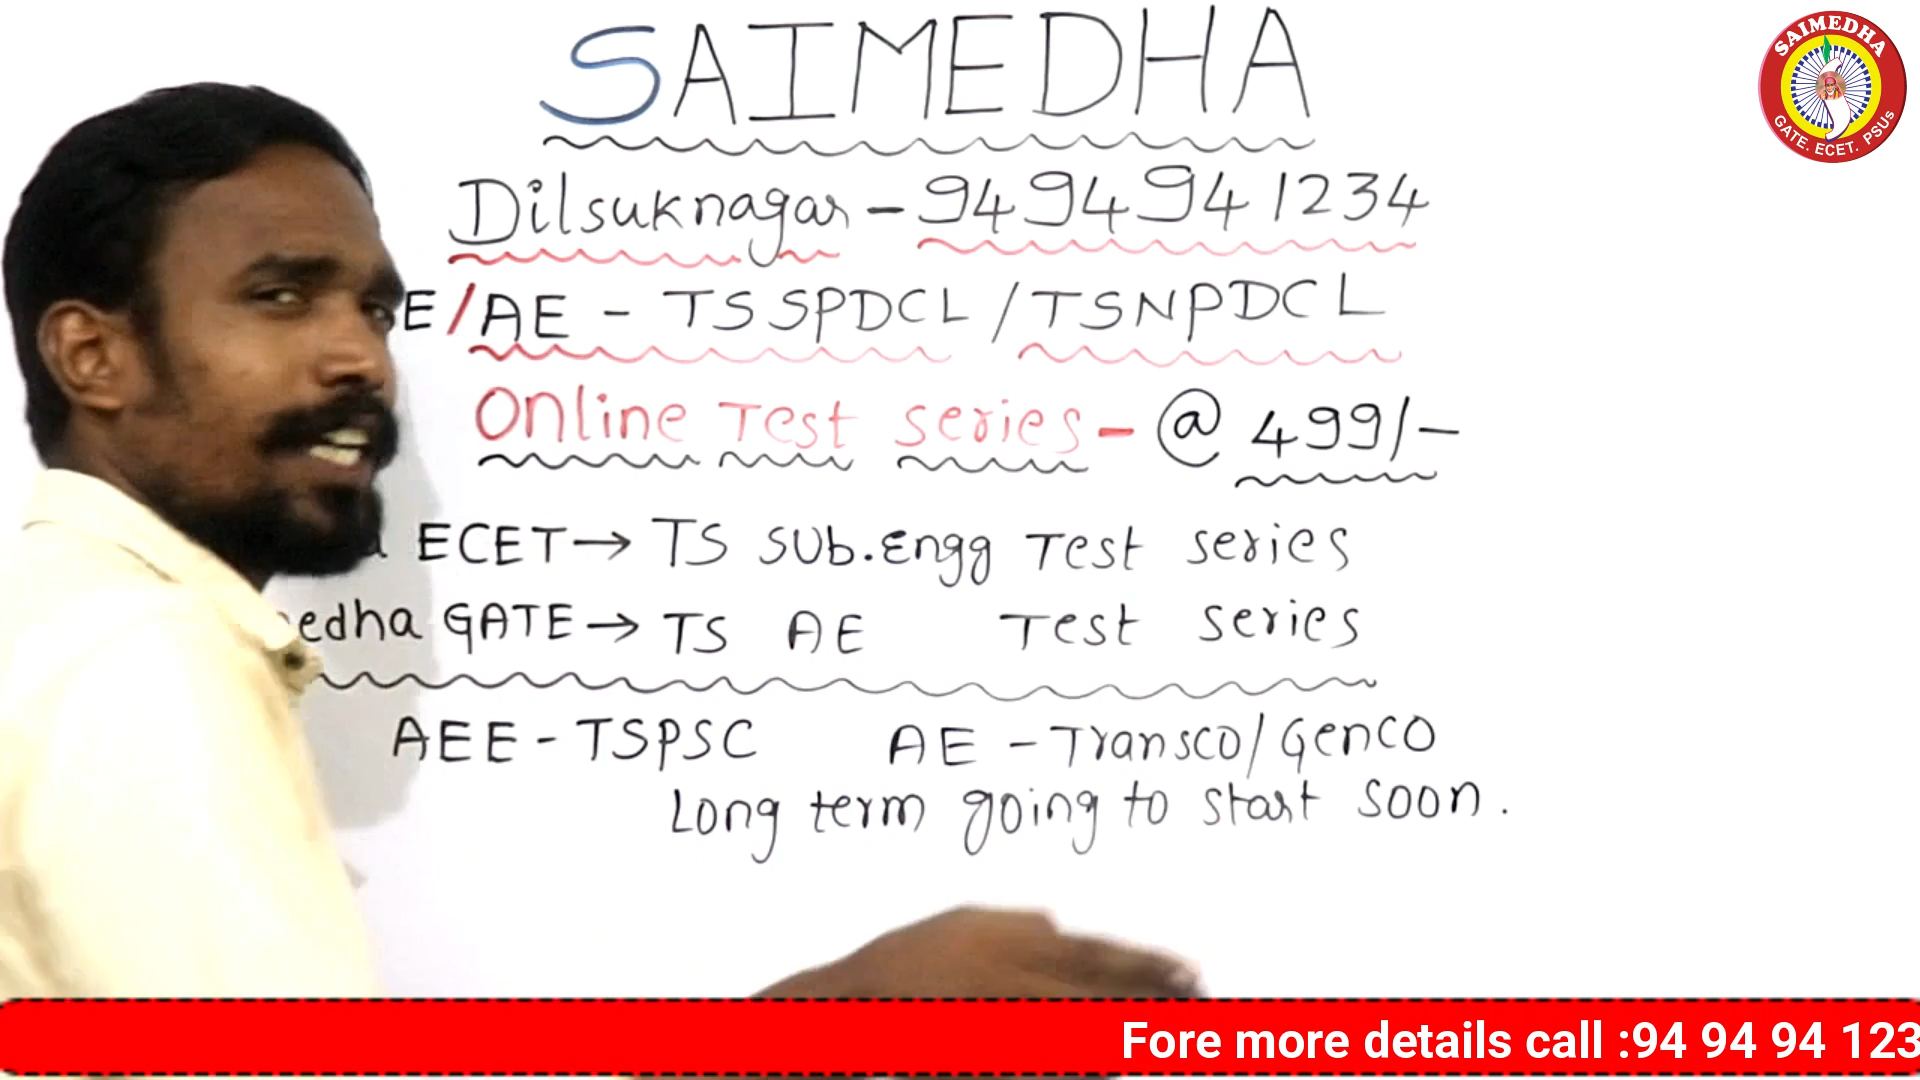 SAIMEDHA
Dilsuknagar - 9494941234
E/AE - TSSPDCL / TSNPDCL
Online Test series - @ 499/-
ECET → TS sub.Engg Test series
edha GATE → TS AE Test series
AEE - TSPSC AE - Transco/Genco
Long term going to start soon.
SAIMEDHA
GATE. ECET. PSUs
Fore more details call :94 94 94 123